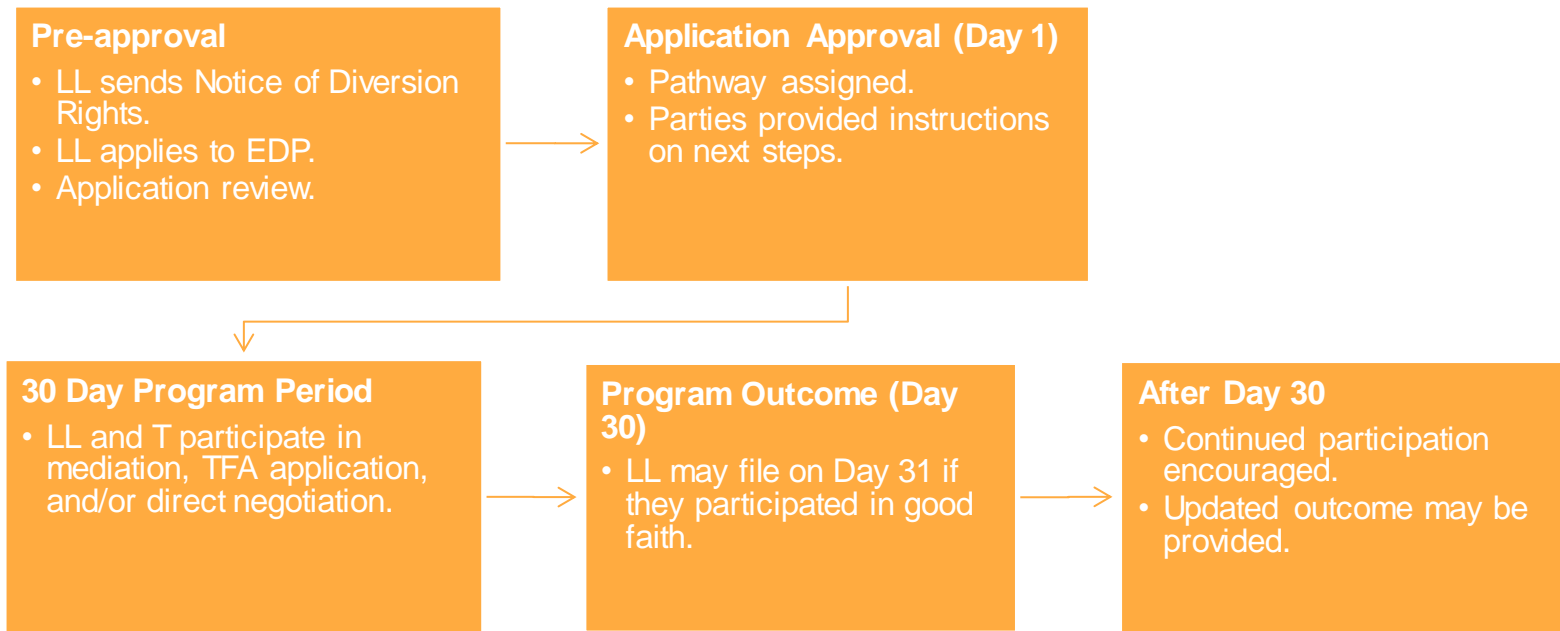 Pre-approval
• LL sends Notice of Diversion
Rights.
• LL applies to EDP.
• Application review.
Application Approval (Day 1)
• Pathway assigned.
• Parties provided instructions
on next steps.
30 Day Program Period
• LL and T participate in
mediation, TFA application,
and/or direct negotiation.
Program Outcome (Day
30)
• LL may file on Day 31 if
they participated in good
faith.
After Day 30
• Continued participation
encouraged.
• Updated outcome may be
provided.